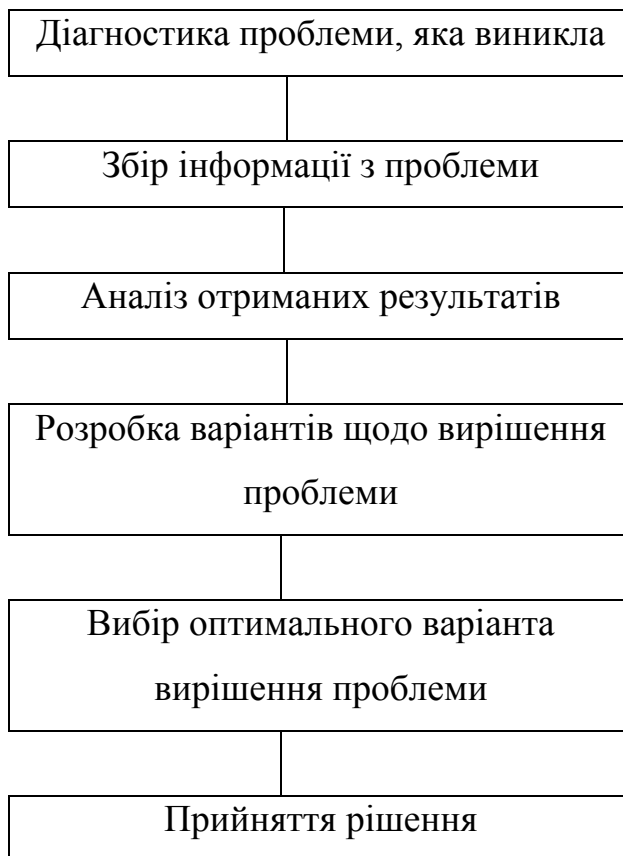 Діагностика проблеми, яка виникла
Збір інформації з проблеми
Аналіз отриманих результатів
Розробка варіантів щодо вирішення
проблеми
Вибір оптимального варіанта
вирішення проблеми
Прийняття рішення